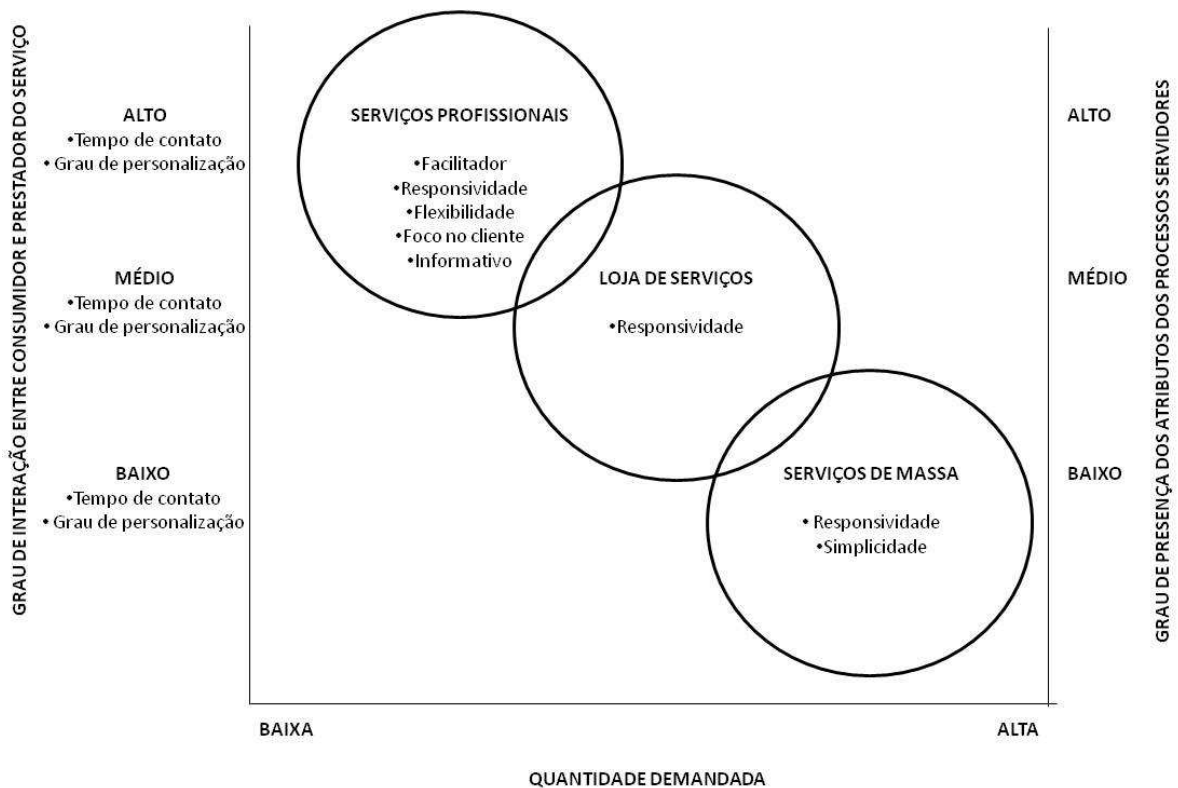 GRAU DE INTERAÇÃO ENTRE CONSUMIDOR E PRESTADOR DO SERVIÇO
ALTO
•Tempo de contato
• Grau de personalização
MÉDIO
•Tempo de contato
• Grau de personalização
BAIXO
•Tempo de contato
• Grau de personalização
SERVIÇOS PROFISSIONAIS
•Facilitador
•Responsividade
•Flexibilidade
•Foco no cliente
•Informativo
LOJA DE SERVIÇOS
•Responsividade
SERVIÇOS DE MASSA
• Responsividade
•Simplicidade
ALTO
MÉDIO
BAIXO
GRAU DE PRESENÇA DOS ATRIBUTOS DOS PROCESSOS SERVIDORES
BAIXA
ALTA
QUANTIDADE DEMANDADA